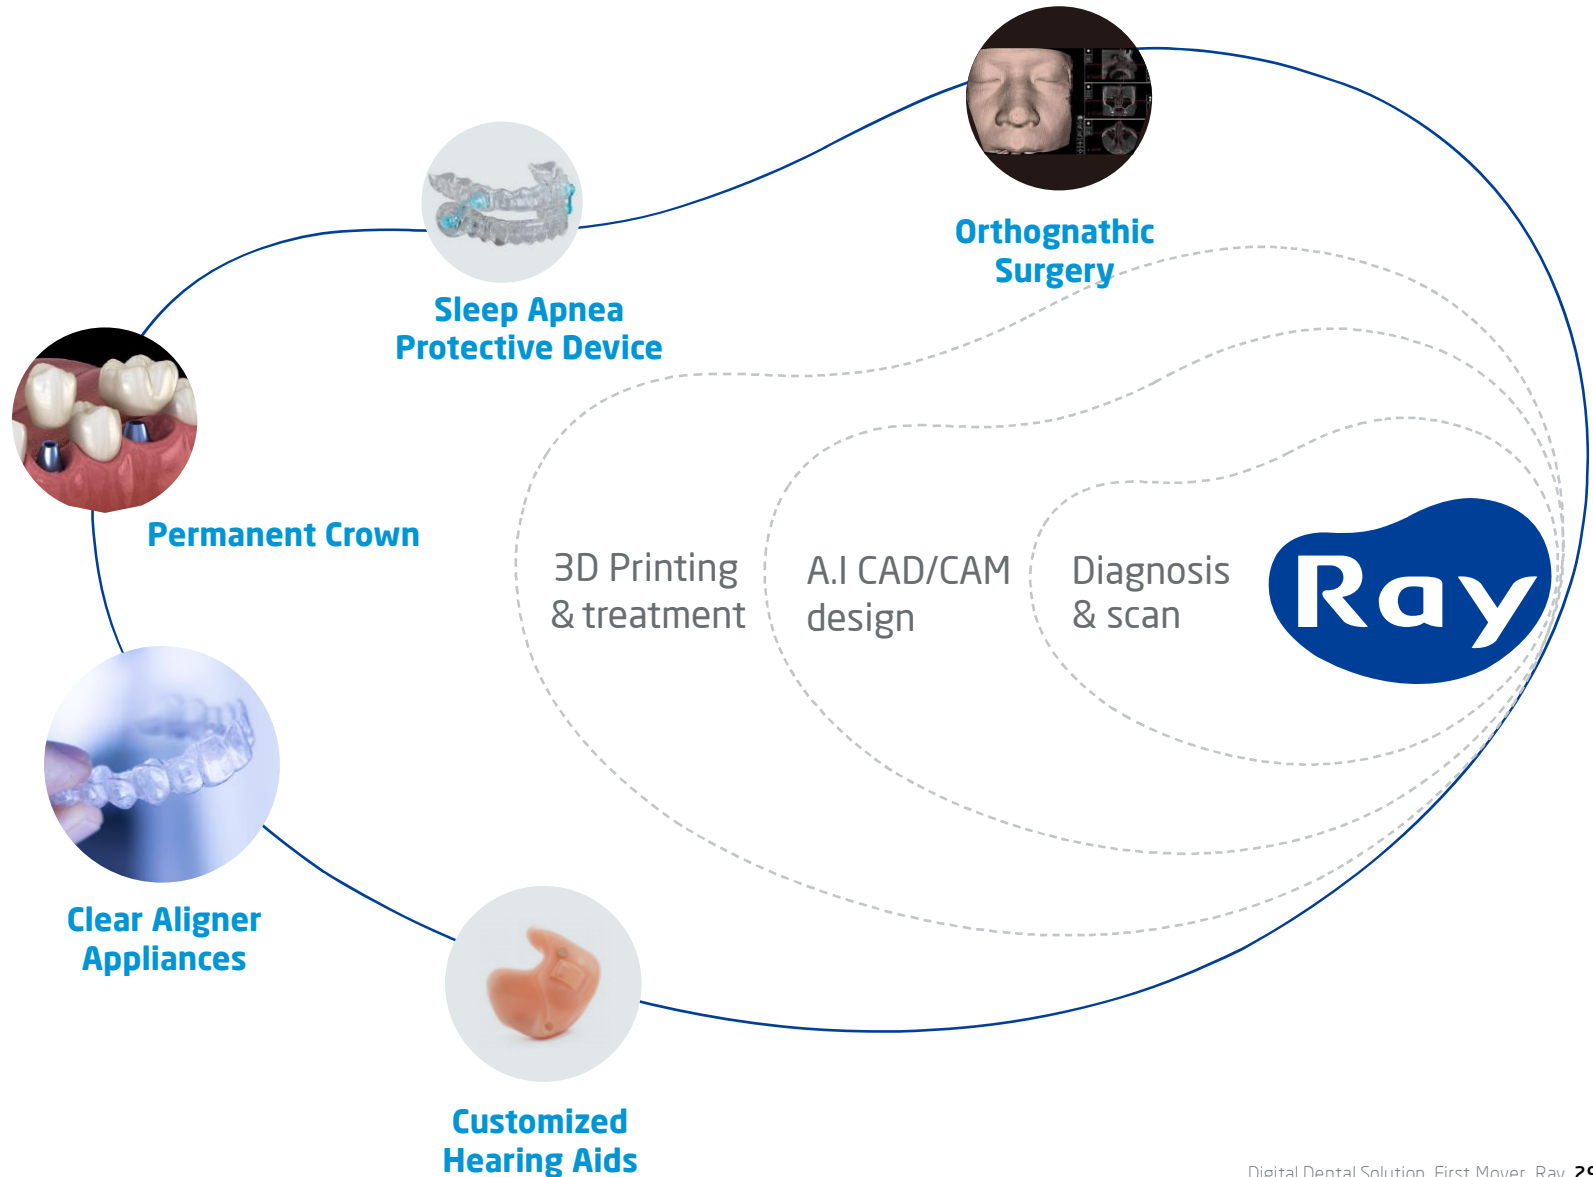 Orthognathic
Surgery
Sleep Apnea
Protective Device
Permanent Crown
3D Printing
& treatment
A.I CAD/CAM
design
Diagnosis
& scan
Ray
Clear Aligner
Appliances
Customized
Hearing Aids
Digital Dental Solution, First Mover, Ray 29